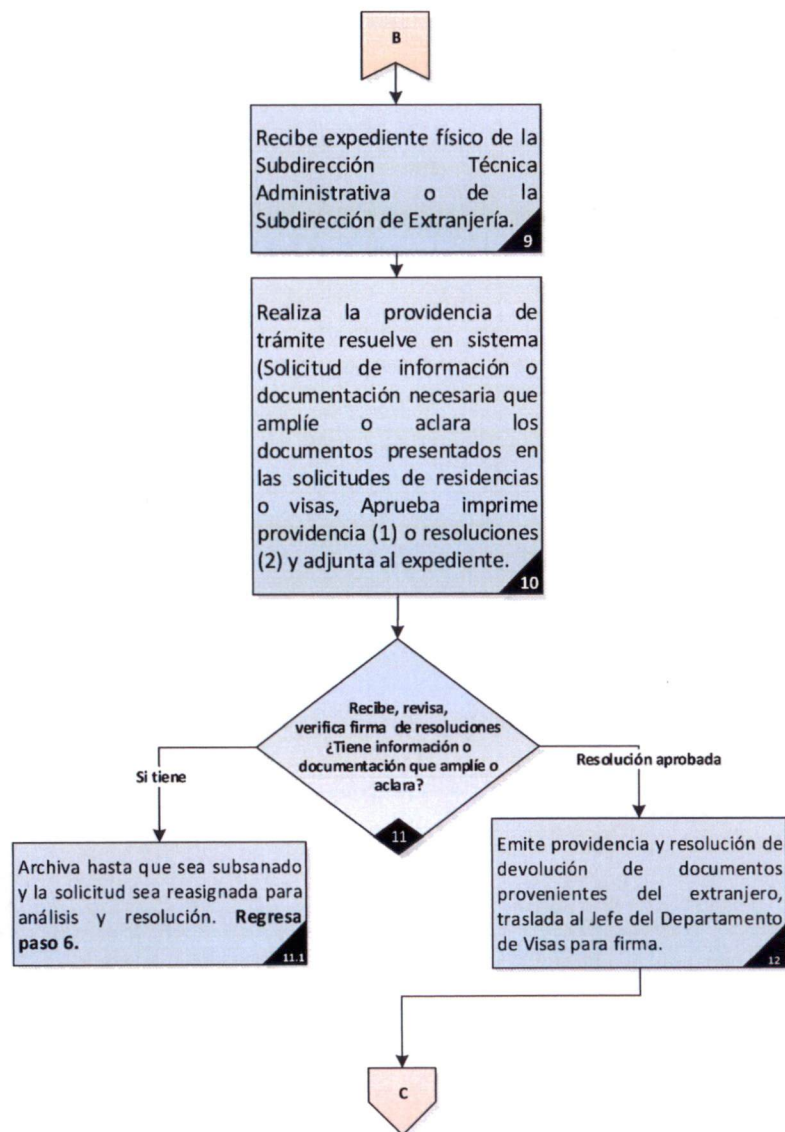 B
Recibe expediente físico de la
Subdirección Técnica
Administrativa o de la
Subdirección de Extranjería.
9
Realiza la providencia de
trámite resuelve en sistema
(Solicitud de información o
documentación necesaria que
amplíe o aclara los
documentos presentados en
las solicitudes de residencias
o visas, Aprueba imprime
providencia (1) o resoluciones
(2) y adjunta al expediente.
10
Recibe, revisa,
verifica firma de resoluciones
¿Tiene información o
documentación que amplíe o
aclara?
11
Si tiene
Resolución aprobada
Archiva hasta que sea subsanado
y la solicitud sea reasignada para
análisis y resolución. Regresa
paso 6.
11.1
Emite providencia y resolución de
devolución de documentos
provenientes del extranjero,
traslada al Jefe del Departamento
de Visas para firma.
12
C